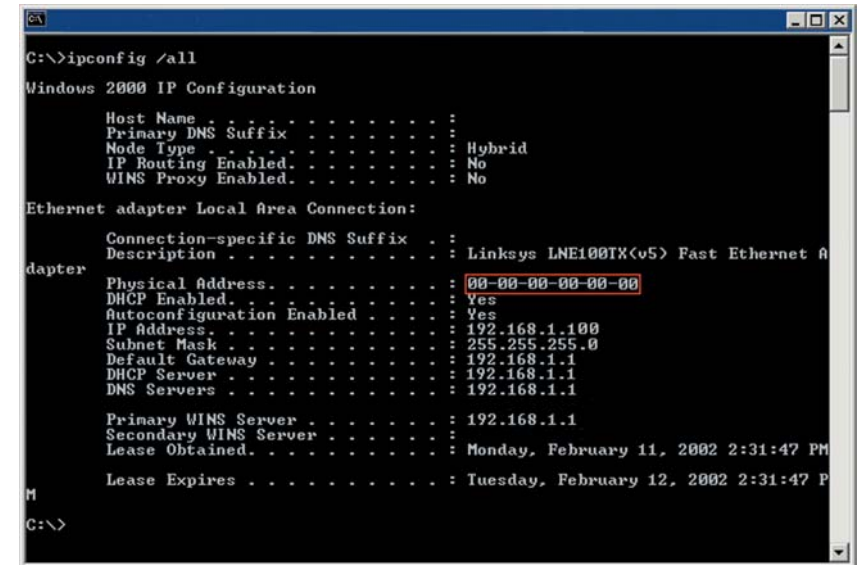 C:\>ipconfig /all
Windows 2000 IP Configuration
Host Name . . . . . . . . . . . . :
Primary DNS Suffix . . . . . . . :
Node Type . . . . . . . . . . . . : Hybrid
IP Routing Enabled. . . . . . . . : No
WINS Proxy Enabled. . . . . . . . : No
Ethernet adapter Local Area Connection:
Connection-specific DNS Suffix . :
Description . . . . . . . . . . . : Linksys LNE100TX(v5) Fast Ethernet A
dapter
Physical Address. . . . . . . . . : 00-00-00-00-00-00
DHCP Enabled. . . . . . . . . . . : Yes
Autoconfiguration Enabled . . . . : Yes
IP Address. . . . . . . . . . . . : 192.168.1.100
Subnet Mask . . . . . . . . . . . : 255.255.255.0
Default Gateway . . . . . . . . . : 192.168.1.1
DHCP Server . . . . . . . . . . . : 192.168.1.1
DNS Servers . . . . . . . . . . . : 192.168.1.1
Primary WINS Server . . . . . . . : 192.168.1.1
Secondary WINS Server . . . . . . :
Lease Obtained. . . . . . . . . . : Monday, February 11, 2002 2:31:47 PM
Lease Expires . . . . . . . . . . : Tuesday, February 12, 2002 2:31:47 P
M
C:\>